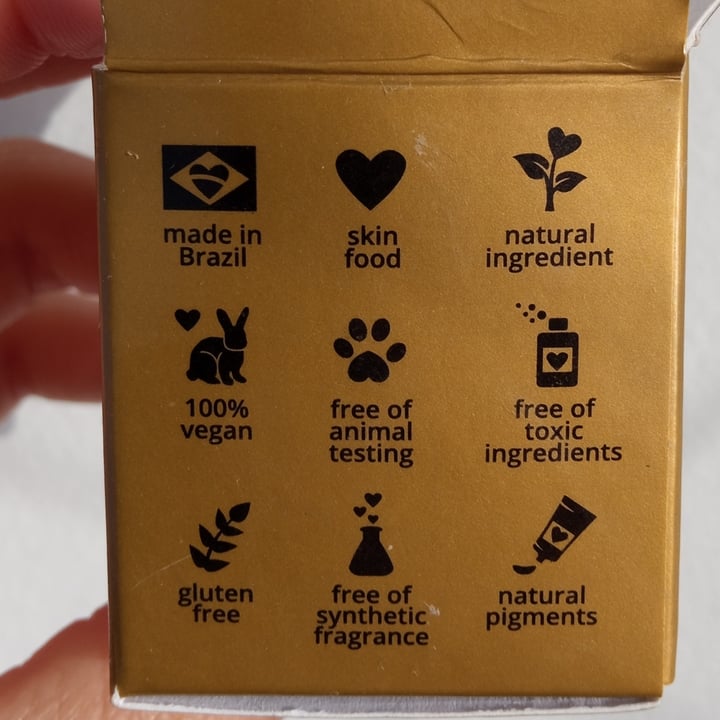 made in
Brazil
skin
food
natural
ingredient
100%
vegan
free of
animal
testing
free of
toxic
ingredients
gluten
free
free of
synthetic
fragrance
natural
pigments